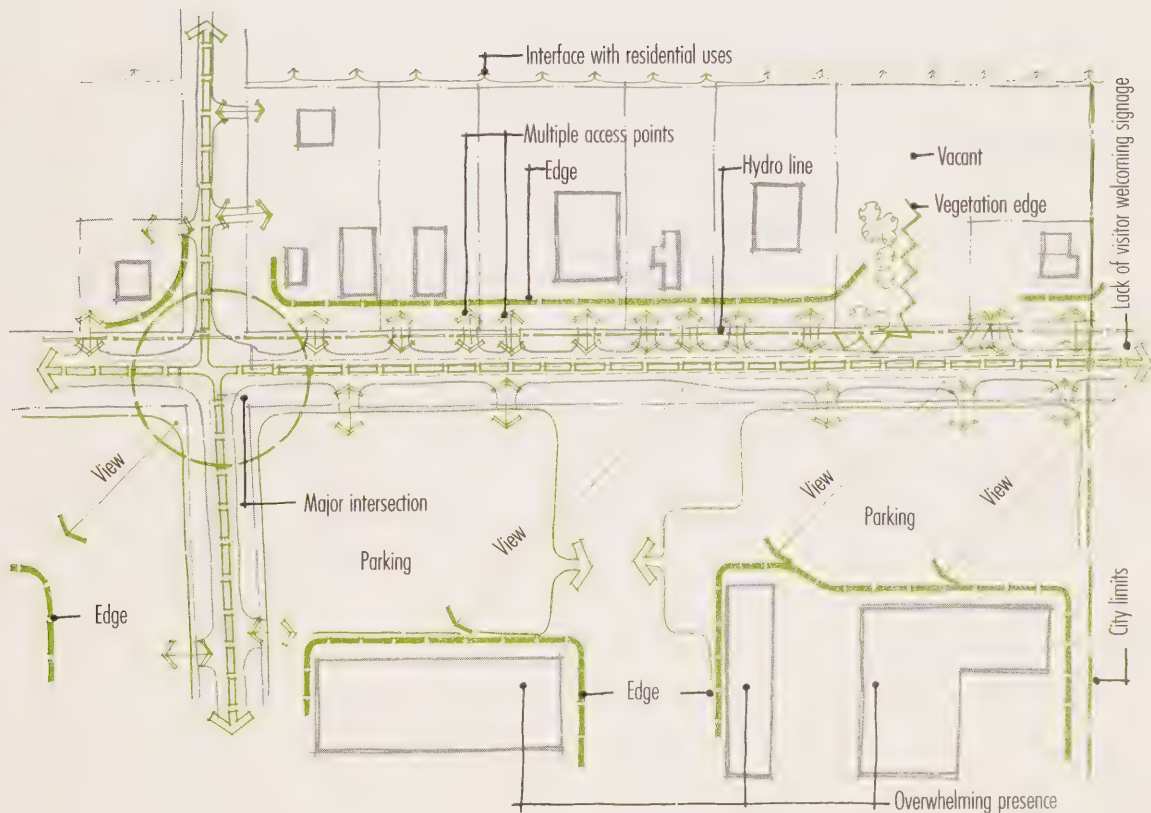 Interface with residential uses
Multiple access points
Edge
Hydro line
Vacant
Vegetation edge
Lack of visitor welcoming signage
View
Major intersection
View
View
View
Parking
Parking
Edge
Edge
City limits
Overwhelming presence